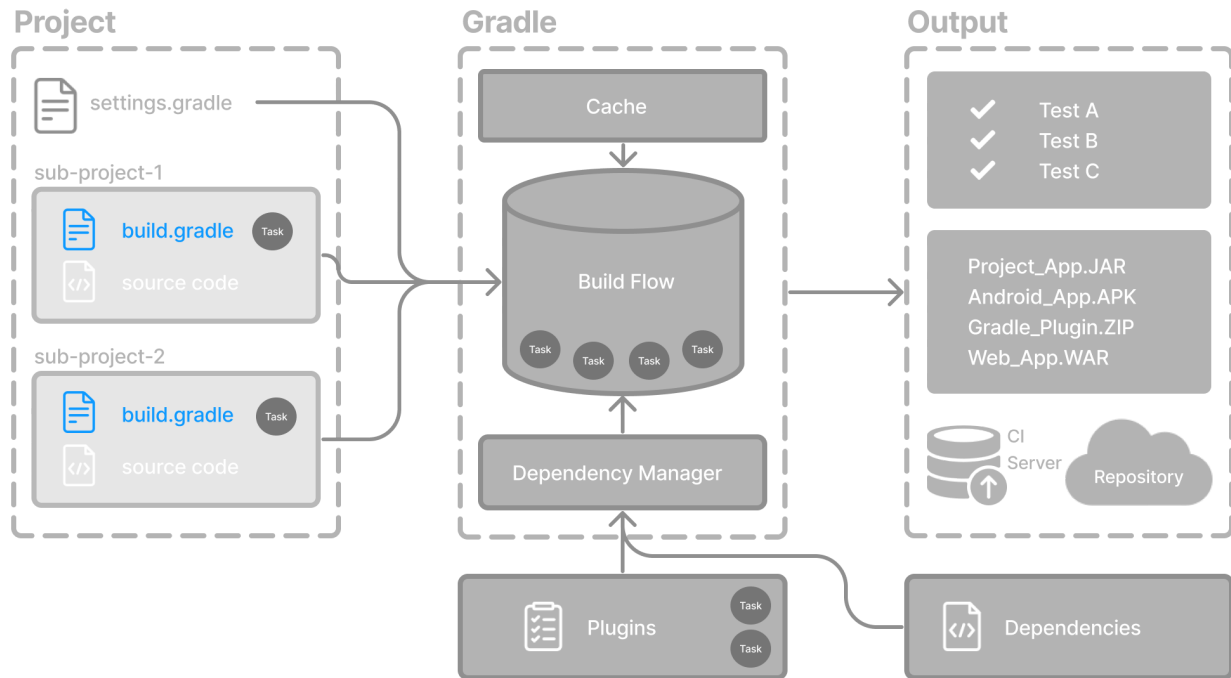 Project
settings.gradle
sub-project-1
build.gradle
Task
source code
sub-project-2
build.gradle
Task
source code
Gradle
Cache
Build Flow
Task
Task
Task
Task
Dependency Manager
Plugins
Task
Task
Output
Test A
Test B
Test C
Project_App.JAR
Android_App.APK
Gradle_Plugin.ZIP
Web_App.WAR
CI
Server
Repository
Dependencies